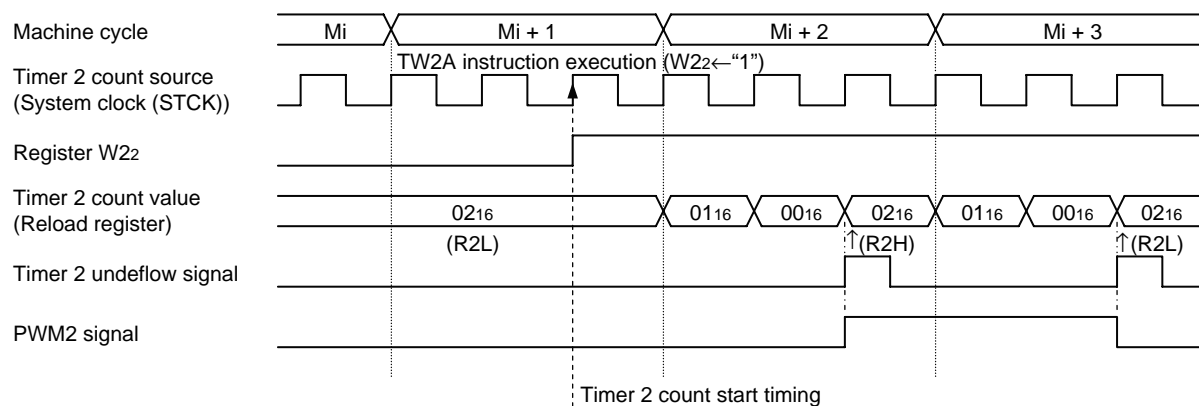 Machine cycle
Mi
Mi + 1
Mi + 2
Mi + 3
TW2A instruction execution (W22←“1”)
Timer 2 count source
(System clock (STCK))
Register W22
Timer 2 count value
(Reload register)
0216
0116
0016
0216
0116
0016
0216
(R2L)
↑(R2H)
↑(R2L)
Timer 2 undeflow signal
PWM2 signal
Timer 2 count start timing